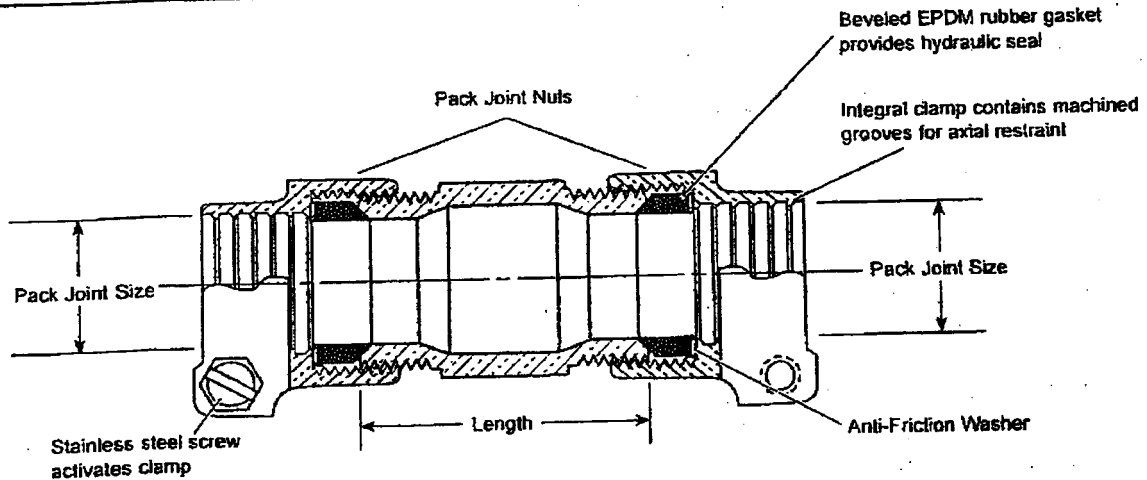 Beveled EPDM rubber gasket
provides hydraulic seal
Pack Joint Nuts
Integral clamp contains machined
grooves for axial restraint
Pack Joint Size
Pack Joint Size
Length
Anti-Friction Washer
Stainless steel screw
activates clamp